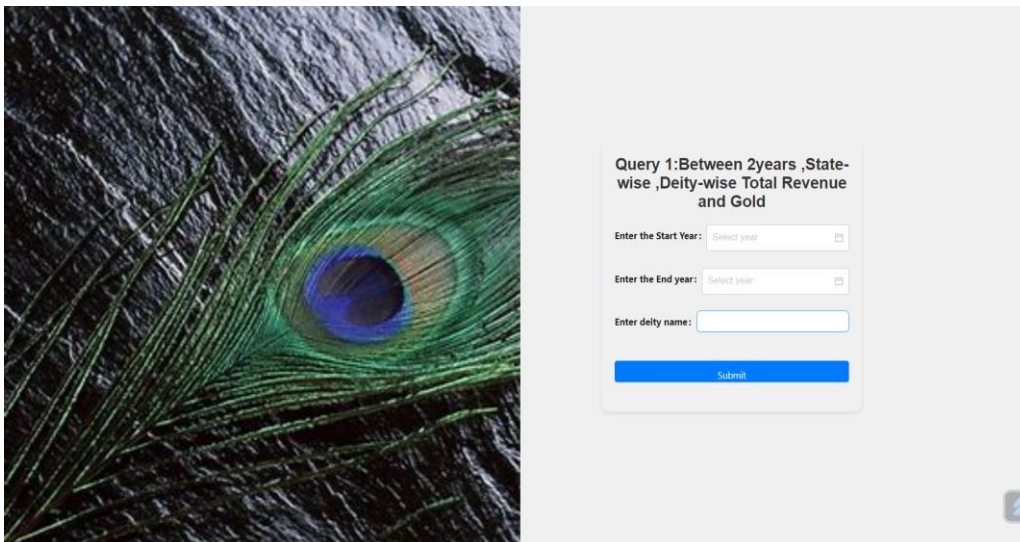 Query 1:Between 2years ,State-
wise ,Deity-wise Total Revenue
and Gold
Enter the Start Year: Select year
Enter the End year: Select year
Enter deity name:
Submit